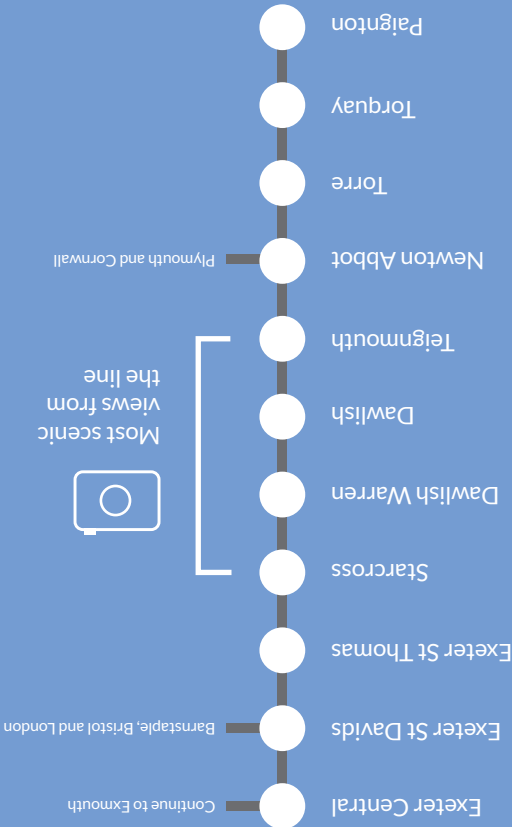 Exeter Central
Continue to Exmouth
Exeter St Davids
Barnstaple, Bristol and London
Exeter St Thomas
Starcross
Dawlish Warren
Dawlish
Teignmouth
Most scenic
views from
the line
Newton Abbot
Plymouth and Cornwall
Torre
Torquay
Paignton